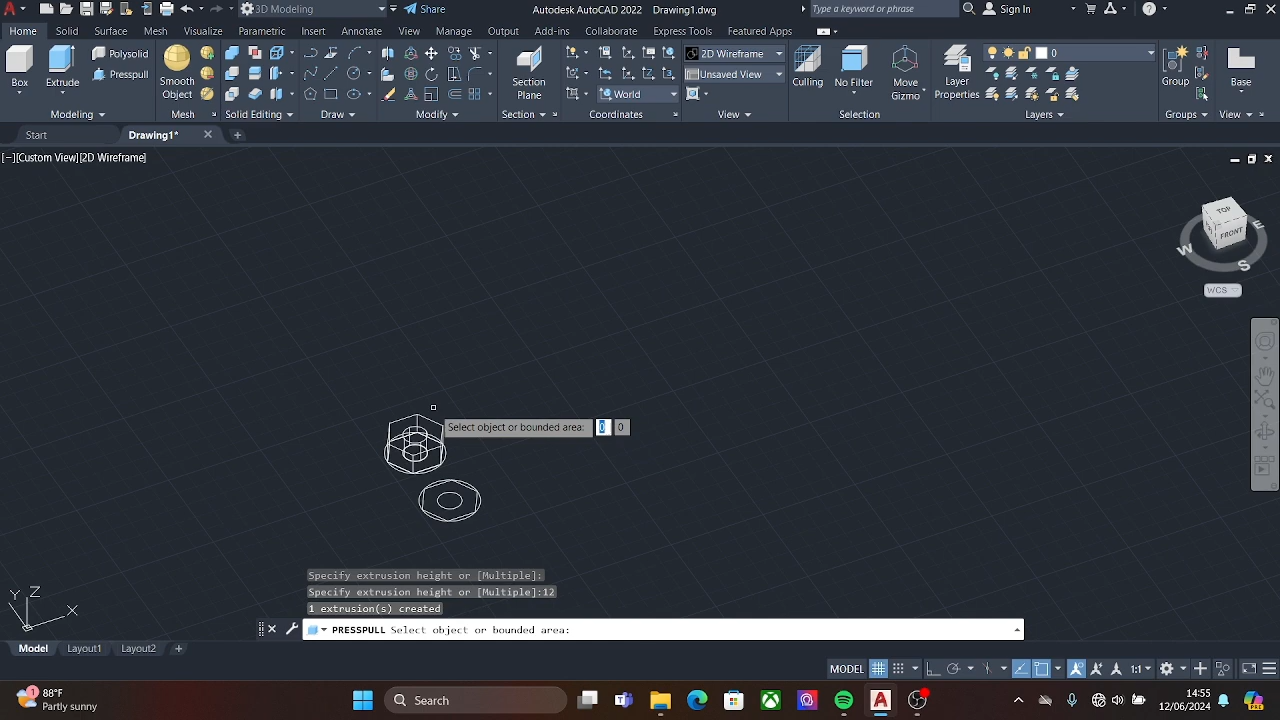 3D Modeling
Share
Autodesk AutoCAD 2022 Drawing1.dwg
Type a keyword or phrase
Sign In
Home
Solid
Surface
Mesh
Visualize
Parametric
Insert
Annotate
View
Manage
Output
Add-ins
Collaborate
Express Tools
Featured Apps
Box
Extrude
Polysolid
Presspull
Smooth
Object
Section
Plane
World
2D Wireframe
Unsaved View
Culling
No Filter
Move
Gizmo
Layer
Properties
0
Group
Base
Modeling
Mesh
Solid Editing
Draw
Modify
Section
Coordinates
View
Selection
Layers
Groups
View
Start
Drawing1*
[−][Custom View][2D Wireframe]
TOP
FRONT
W
E
S
WCS
Select object or bounded area: 0 0
Specify extrusion height or [Multiple]:
Specify extrusion height or [Multiple]:12
1 extrusion(s) created
PRESSPULL Select object or bounded area:
Y
Z
X
Model
Layout1
Layout2
MODEL
1:1
1
88°F
Partly sunny
Search
14:55
12/06/2024